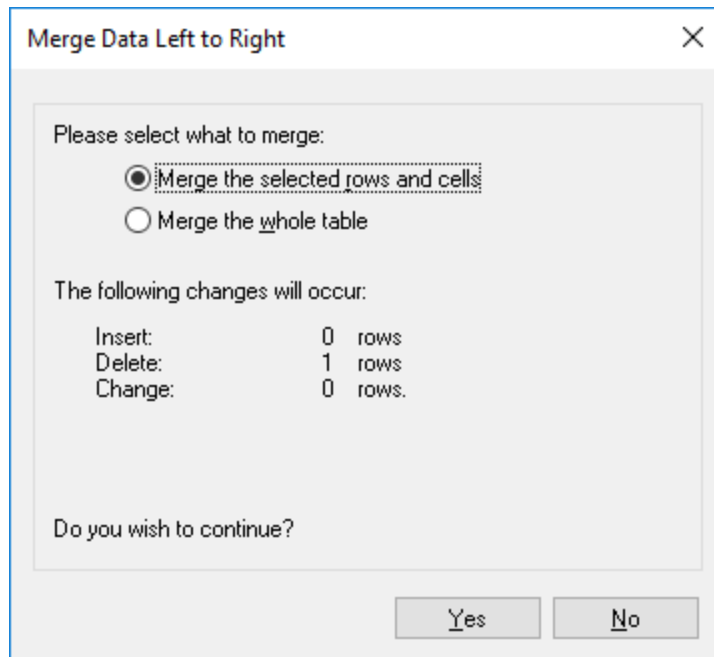 Merge Data Left to Right
Please select what to merge:
Merge the selected rows and cells
Merge the whole table
The following changes will occur:
Insert: 0 rows
Delete: 1 rows
Change: 0 rows.
Do you wish to continue?
Yes No